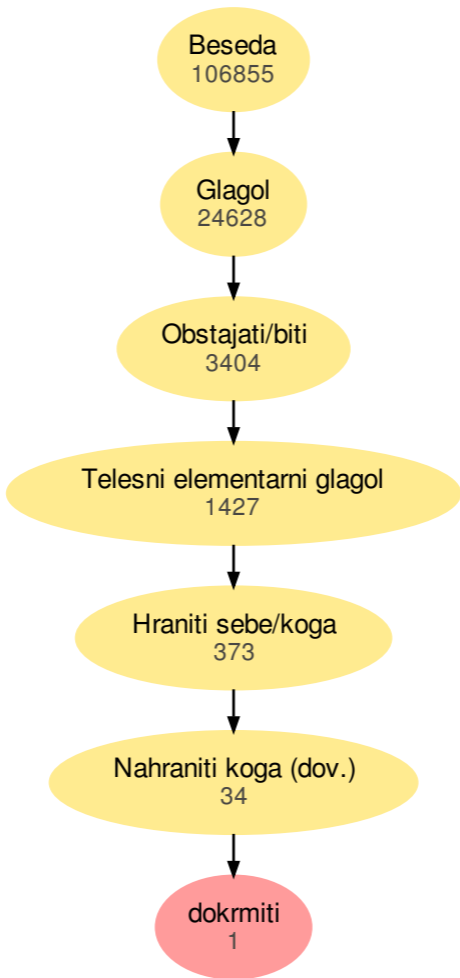 Beseda
106855
Glagol
24628
Obstajati/biti
3404
Telesni elementarni glagol
1427
Hraniti sebe/koga
373
Nahraniti koga (dov.)
34
dokrmiti
1